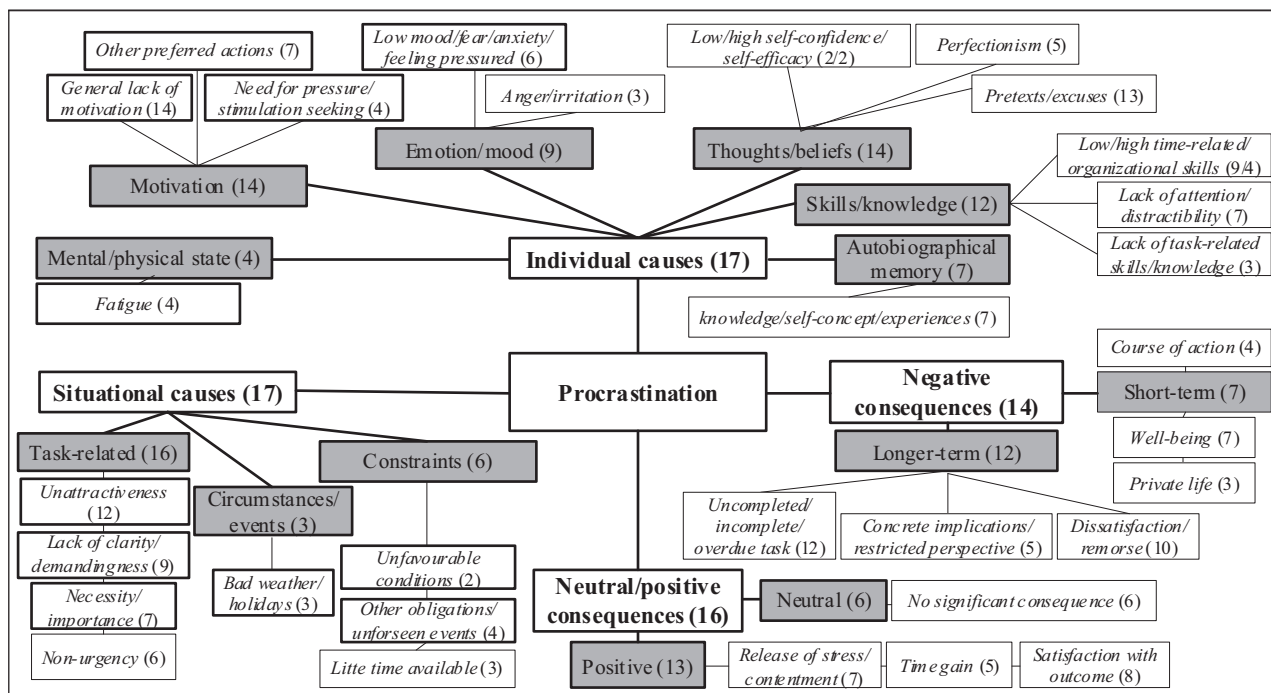 Other preferred actions (7)
General lack of
motivation (14)
Need for pressure/
stimulation seeking (4)
Motivation (14)
Low mood/fear/anxiety/
feeling pressured
(6)
Anger/irritation (3)
Emotion/mood (9)
Low/high self-confidence/
self-efficacy (2/2)
Perfectionism (5)
Pretexts/excuses (13)
Thoughts/beliefs (14)
Low/high time-related/
organizational skills (9/4)
Lack of attention/
distractibility
(7)
Lack of task-related
skills/knowledge (3)
Skills/knowledge (12)
Mental/physical state (4)
Fatigue (4)
Individual causes (17)
Autobiographical
memory (7)
knowledge/self-concept/experiences (7)
Situational causes (17)
Procrastination
Negative
consequences (14)
Course of action (4)
Short-term (7)
Well-being (7)
Private life (3)
Longer-term (12)
Uncompleted/
incomplete/
overdue task (12)
Concrete implications/
restricted perspective (5)
Dissatisfaction/
remorse (10)
Task-related (16)
Unattractiveness
(12)
Lack of clarity/
demandingness (9)
Necessity/
importance (7)
Non-urgency (6)
Circumstances/
events (3)
Bad weather/
holidays (3)
Constraints (6)
Unfavourable
conditions (2)
Other obligations/
unforseen events (4)
Litte time available (3)
Neutral/positive
consequences (16)
Neutral (6)
No significant consequence (6)
Positive (13)
Release of stress/
contentment (7)
Time gain (5)
Satisfaction with
outcome (8)